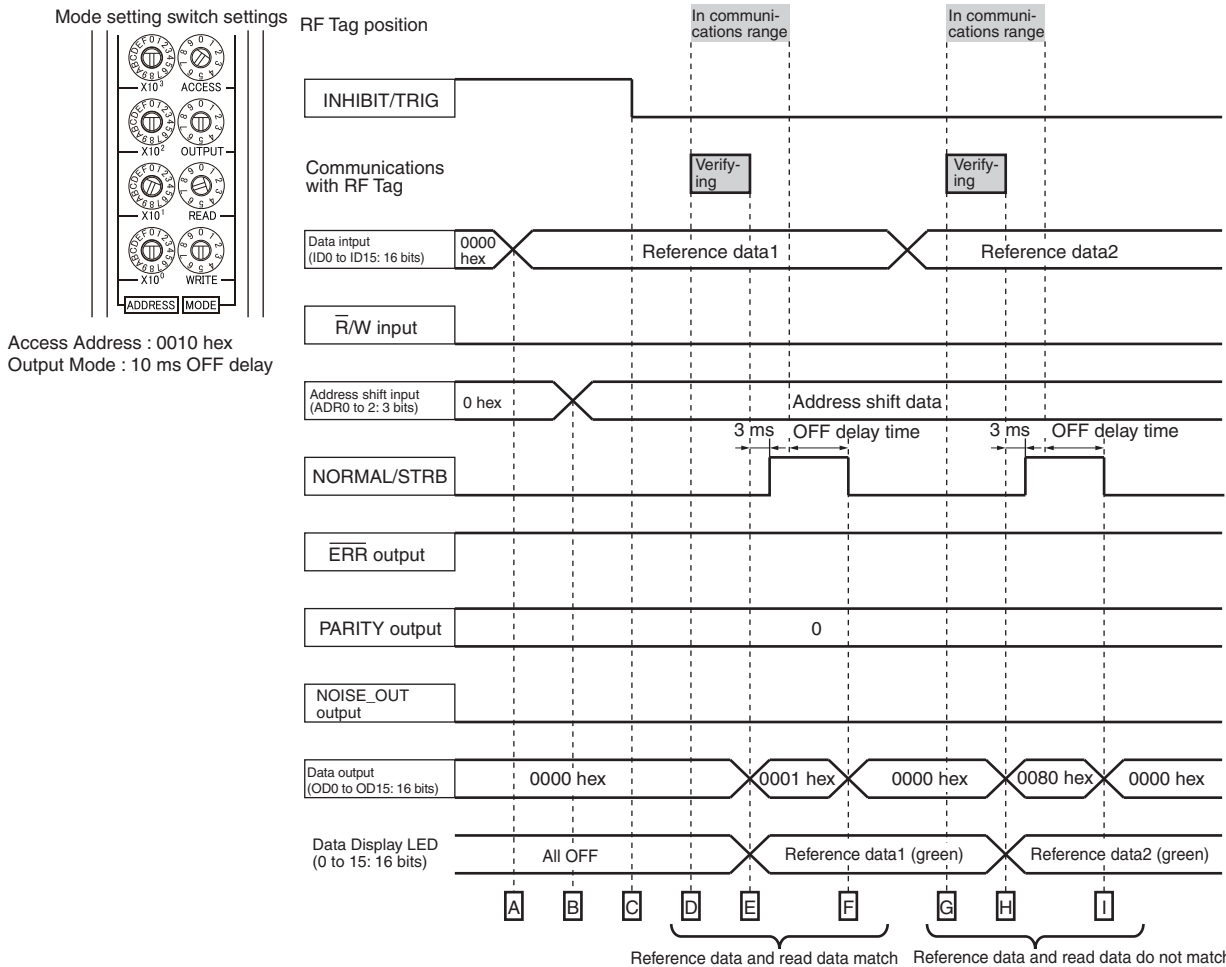 Mode setting switch settings
X10³ ACCESS
X10² OUTPUT
X10¹ READ
X10⁰ WRITE
ADDRESS MODE
Access Address : 0010 hex
Output Mode : 10 ms OFF delay
RF Tag position
In communi-
cations range
In communi-
cations range
INHIBIT/TRIG
Communications
with RF Tag
Verify-
ing
Verify-
ing
Data intput
(ID0 to ID15: 16 bits)
0000
hex
Reference data1
Reference data2
R/W input
Address shift input
(ADR0 to 2: 3 bits)
0 hex
Address shift data
3 ms OFF delay time
3 ms OFF delay time
NORMAL/STRB
ERR output
PARITY output
0
NOISE_OUT
output
Data output
(OD0 to OD15: 16 bits)
0000 hex
0001 hex
0000 hex
0080 hex
0000 hex
Data Display LED
(0 to 15: 16 bits)
All OFF
Reference data1 (green)
Reference data2 (green)
A B C D E F G H I
Reference data and read data match
Reference data and read data do not match